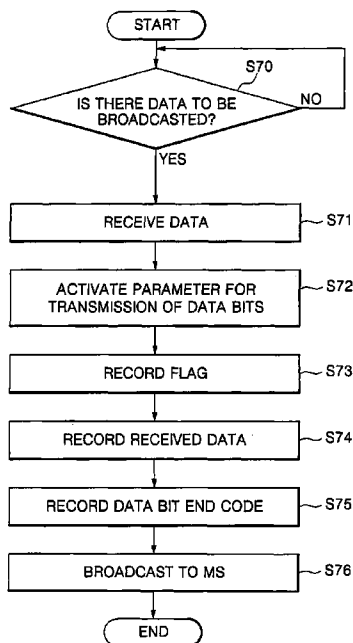 START
S70
IS THERE DATA TO BE
BROADCASTED?
NO
YES
RECEIVE DATA
S71
ACTIVATE PARAMETER FOR
TRANSMISSION OF DATA BITS
S72
RECORD FLAG
S73
RECORD RECEIVED DATA
S74
RECORD DATA BIT END CODE
S75
BROADCAST TO MS
S76
END